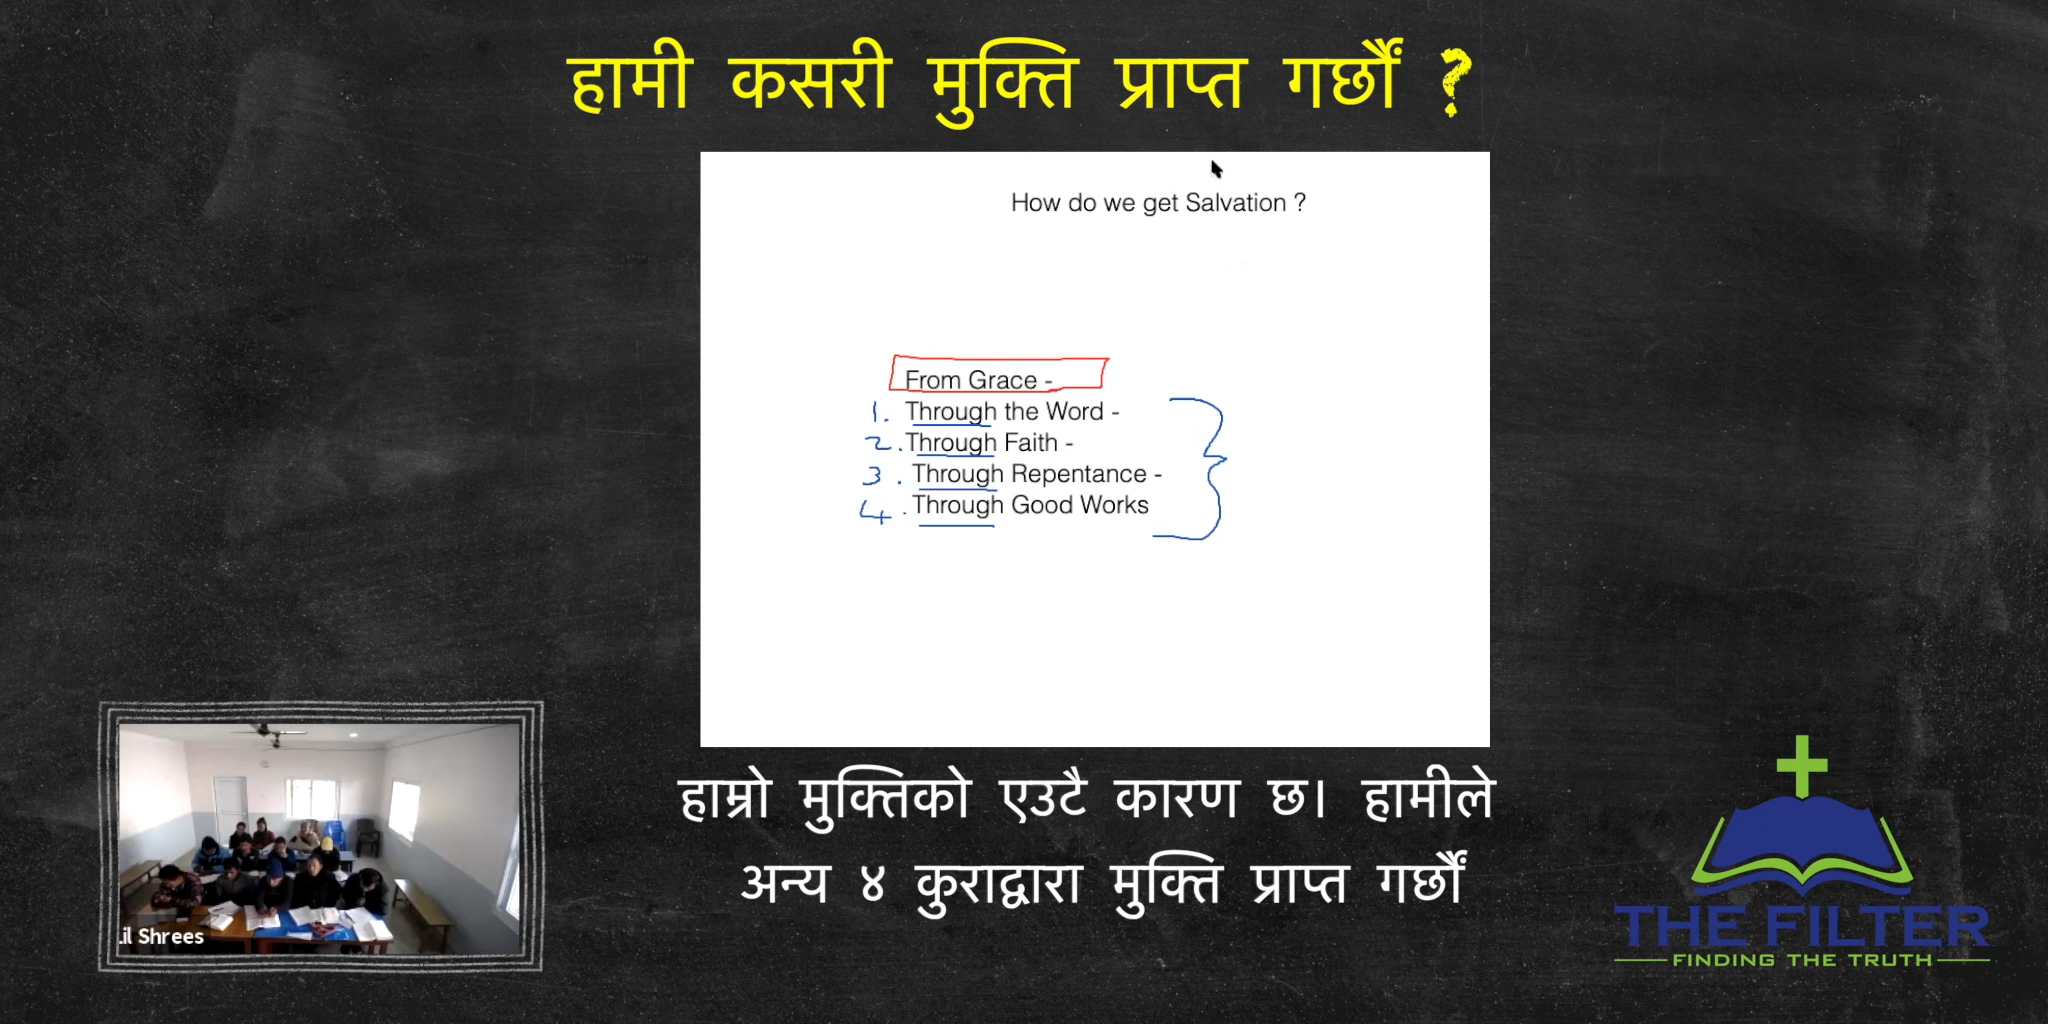 हामी कसरी मुक्ति प्राप्त गर्छौं ?
How do we get Salvation ?
From Grace -
1. Through the Word -
2. Through Faith -
3. Through Repentance -
4. Through Good Works
हाम्रो मुक्तिको एउटै कारण छ। हामीले
अन्य ४ कुराद्वारा मुक्ति प्राप्त गर्छौं
.il Shrees
THE FILTER
FINDING THE TRUTH